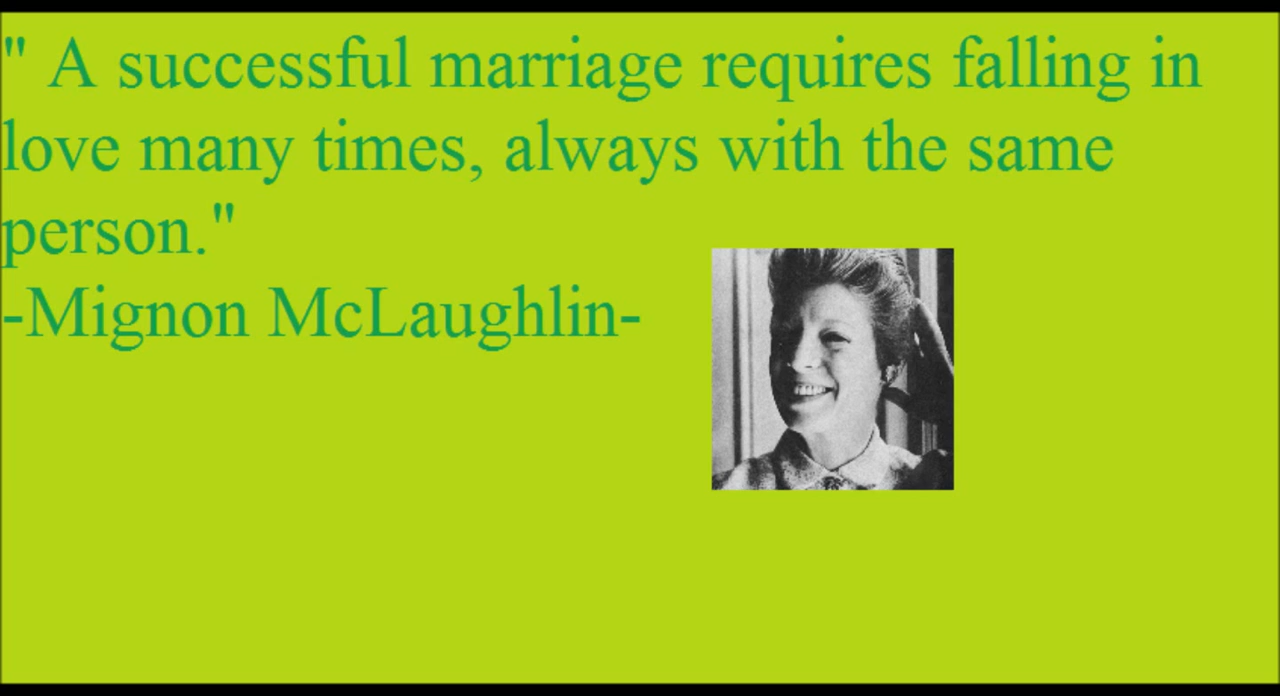 " A successful marriage requires falling in
love many times, always with the same
person."
-Mignon McLaughlin-